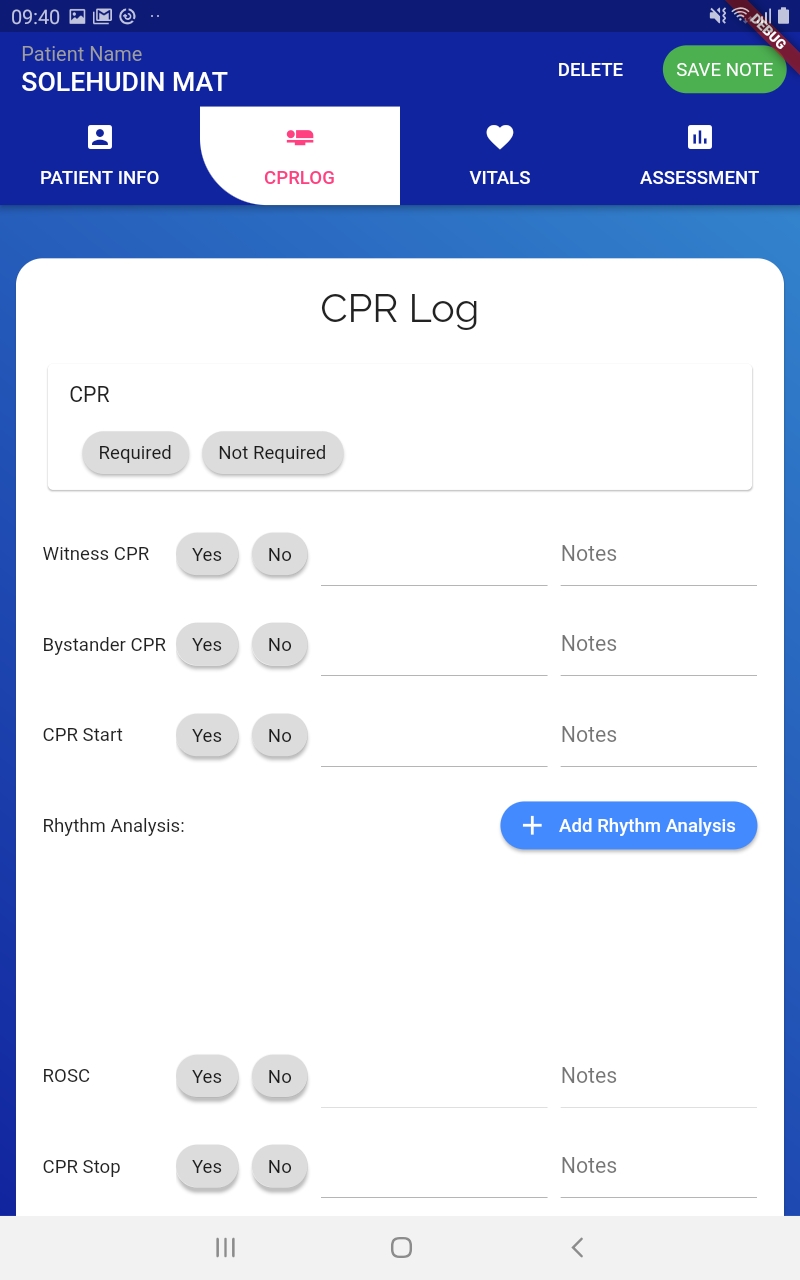 09:40
DEBUG
Patient Name
SOLEHUDIN MAT
DELETE
SAVE NOTE
PATIENT INFO
CPRLOG
VITALS
ASSESSMENT
CPR Log
CPR
Required Not Required
Witness CPR Yes No Notes
Bystander CPR Yes No Notes
CPR Start Yes No Notes
Rhythm Analysis: Add Rhythm Analysis
ROSC Yes No Notes
CPR Stop Yes No Notes